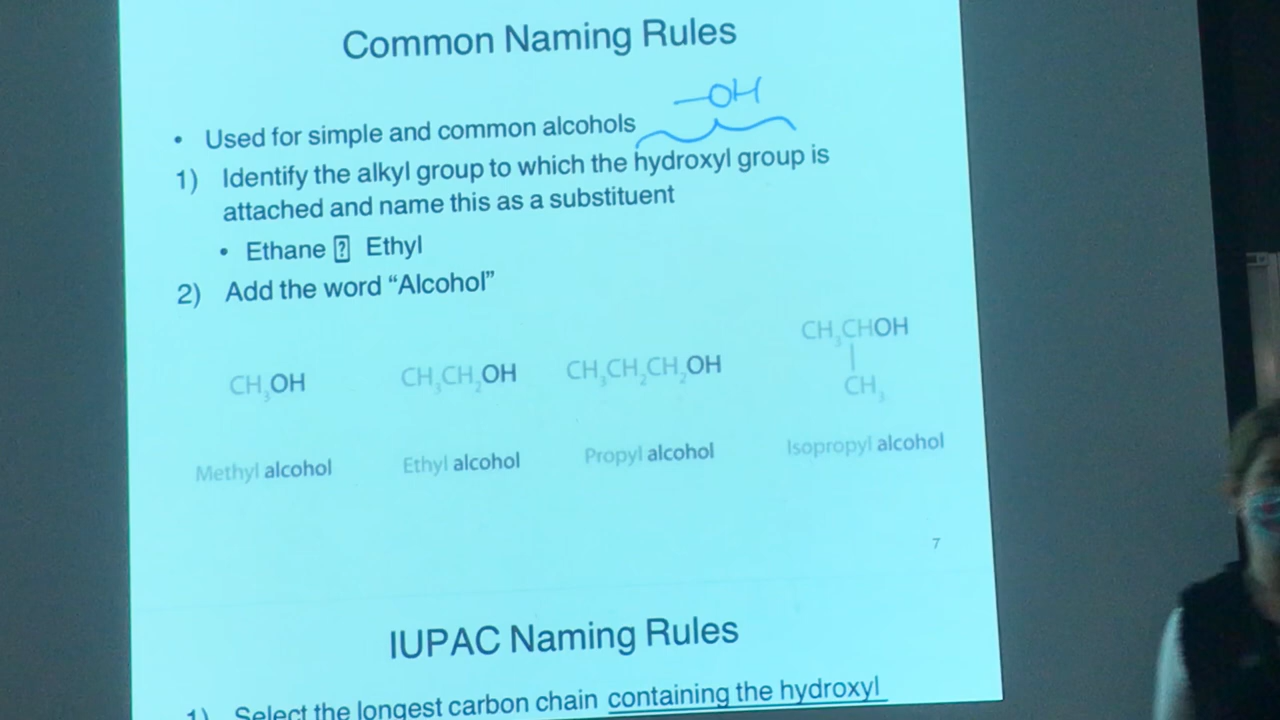 Common Naming Rules
—OH
• Used for simple and common alcohols
1) Identify the alkyl group to which the hydroxyl group is
attached and name this as a substituent
• Ethane ? Ethyl
2) Add the word “Alcohol”
CH₃OH CH₃CH₂OH CH₃CH₂CH₂OH CH₃CHOH
|
CH₃
Methyl alcohol Ethyl alcohol Propyl alcohol Isopropyl alcohol
7
IUPAC Naming Rules
1) Select the longest carbon chain containing the hydroxyl